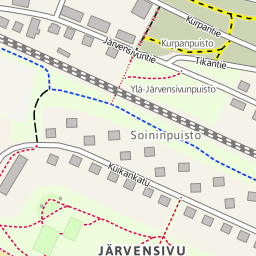 Kurpantie
Kurpanpuisto
Järvensivuntie
Tikantie
Ylä-Järvensivunpuisto
Soininpuisto
Kuikankatu
JÄRVENSIVU